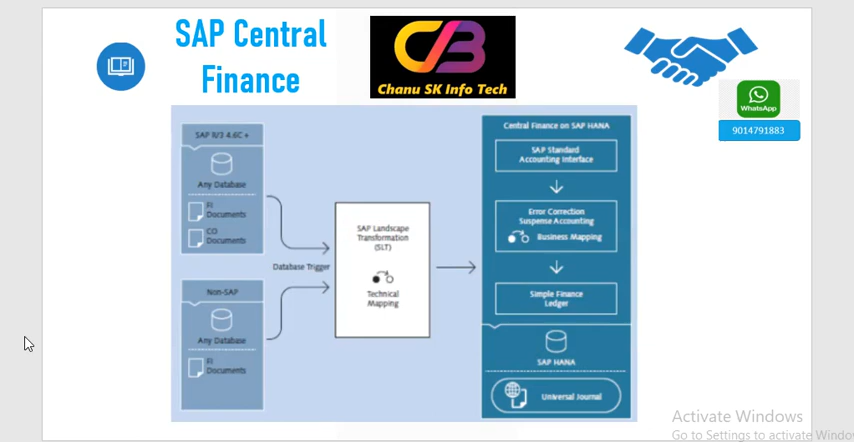 SAP Central
Finance
Chanu SK Info Tech
WhatsApp
9014791883
SAP R/3 4.6C +
Any Database
FI
Documents
CO
Documents
Non-SAP
Any Database
FI
Documents
Database Trigger
SAP Landscape
Transformation
(SLT)
Technical
Mapping
Central Finance on SAP HANA
SAP Standard
Accounting Interface
Error Correction
Suspense Accounting
Business Mapping
Simple Finance
Ledger
SAP HANA
Universal Journal
Activate Windows
Go to Settings to activate Windo